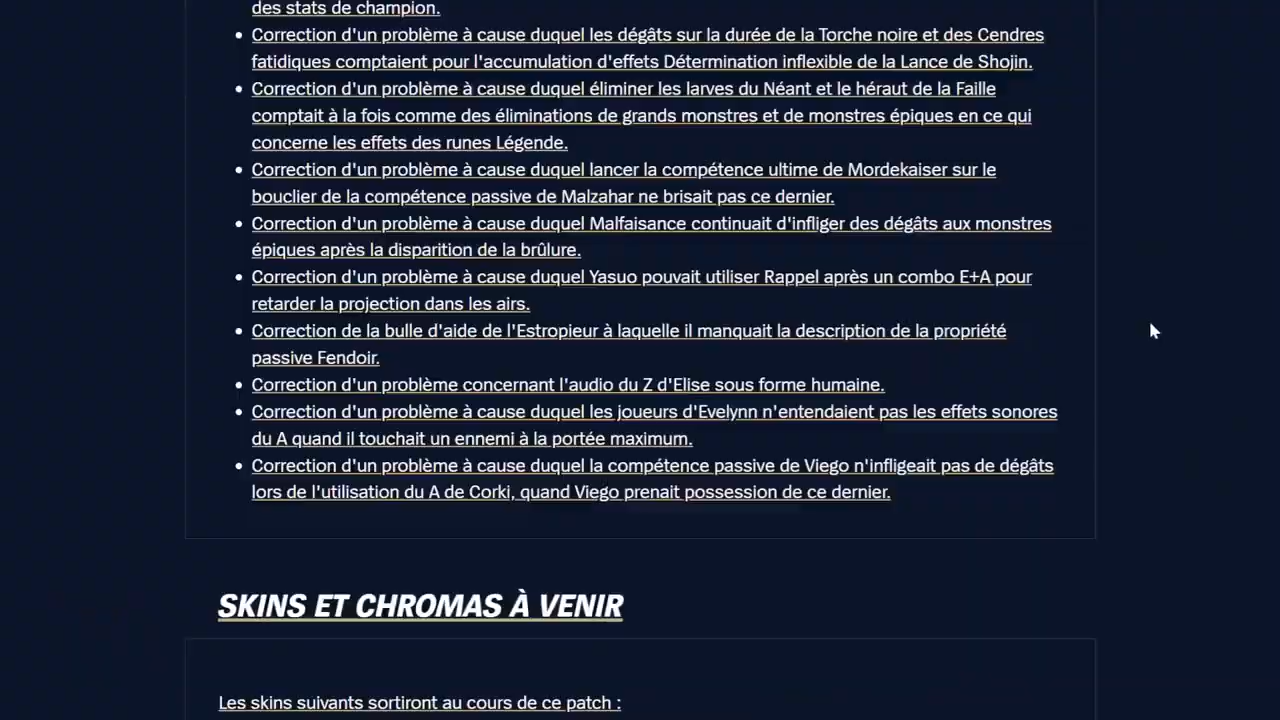 des stats de champion.
• Correction d'un problème à cause duquel les dégâts sur la durée de la Torche noire et des Cendres
fatidiques comptaient pour l'accumulation d'effets Détermination inflexible de la Lance de Shojin.
• Correction d'un problème à cause duquel éliminer les larves du Néant et le héraut de la Faille
comptait à la fois comme des éliminations de grands monstres et de monstres épiques en ce qui
concerne les effets des runes Légende.
• Correction d'un problème à cause duquel lancer la compétence ultime de Mordekaiser sur le
bouclier de la compétence passive de Malzahar ne brisait pas ce dernier.
• Correction d'un problème à cause duquel Malfaisance continuait d'infliger des dégâts aux monstres
épiques après la disparition de la brûlure.
• Correction d'un problème à cause duquel Yasuo pouvait utiliser Rappel après un combo E+A pour
retarder la projection dans les airs.
• Correction de la bulle d'aide de l'Estropieur à laquelle il manquait la description de la propriété
passive Fendoir.
• Correction d'un problème concernant l'audio du Z d'Elise sous forme humaine.
• Correction d'un problème à cause duquel les joueurs d'Evelynn n'entendaient pas les effets sonores
du A quand il touchait un ennemi à la portée maximum.
• Correction d'un problème à cause duquel la compétence passive de Viego n'infligeait pas de dégâts
lors de l'utilisation du A de Corki, quand Viego prenait possession de ce dernier.
SKINS ET CHROMAS À VENIR
Les skins suivants sortiront au cours de ce patch :